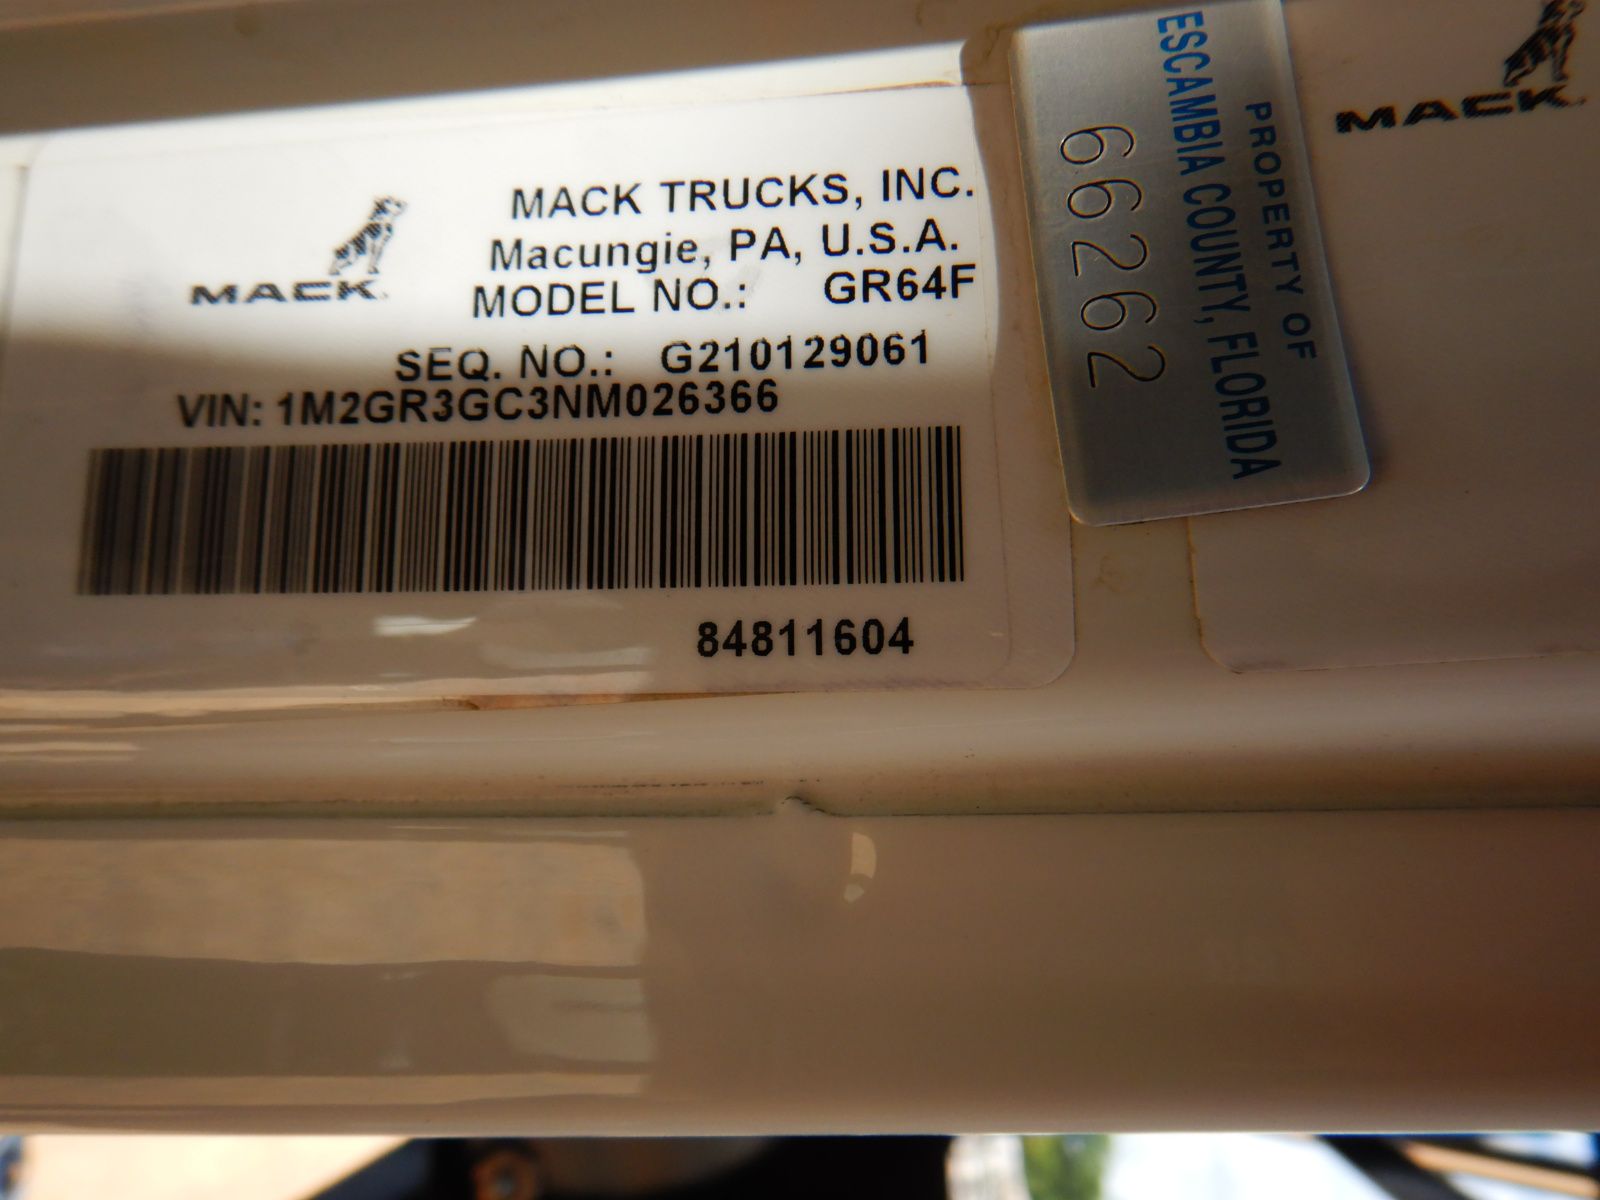 MACK TRUCKS, INC.
Macungie, PA, U.S.A.
MACK
MODEL NO.: GR64F
SEQ. NO.: G210129061
VIN: 1M2GR3GC3NM026366
84811604
PROPERTY OF
ESCAMBIA COUNTY, FLORIDA
66262
MACK